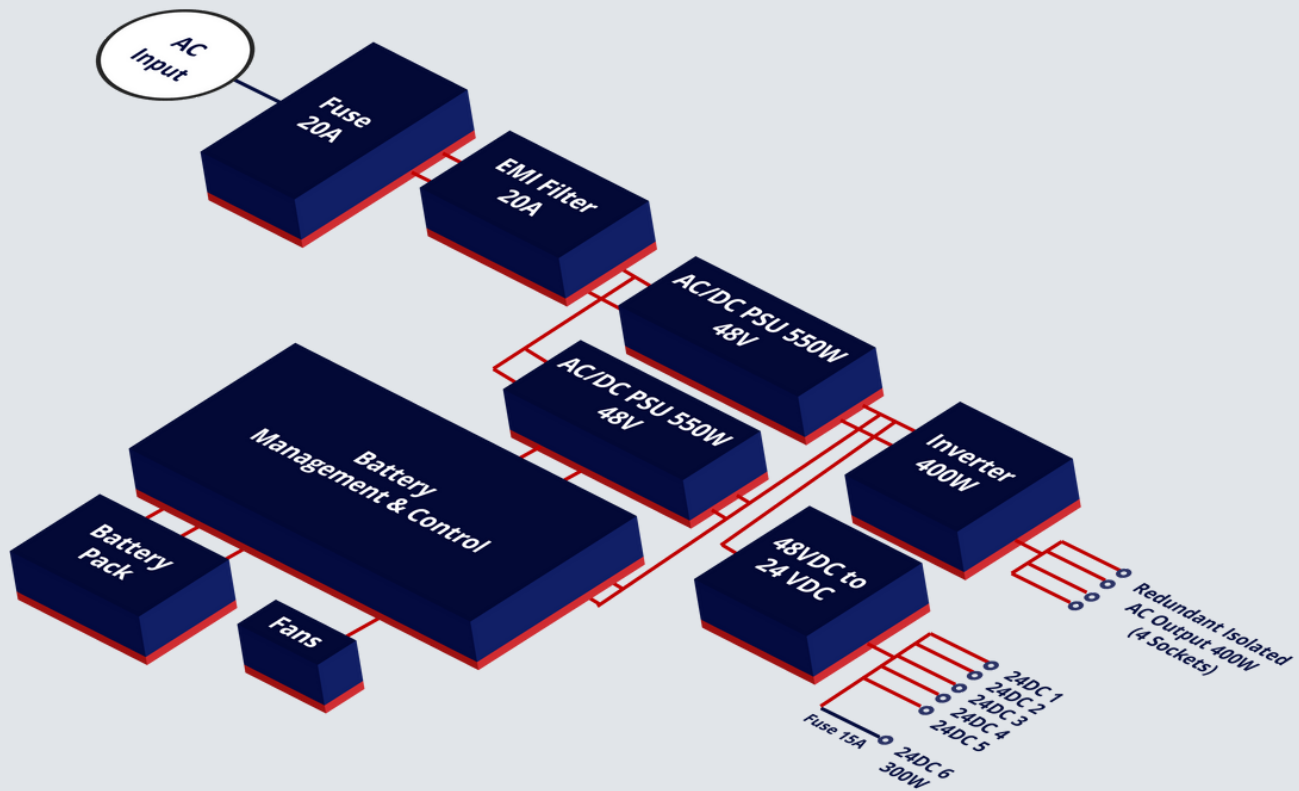 AC
Input
Fuse
20A
EMI Filter
20A
AC/DC PSU 550W
48V
AC/DC PSU 550W
48V
Battery
Management & Control
Battery
Pack
Fans
Inverter
400W
48VDC to
24 VDC
Redundant Isolated
AC Output 400W
(4 Sockets)
24DC 1
24DC 2
24DC 3
24DC 4
24DC 5
Fuse 15A
24DC 6
300W